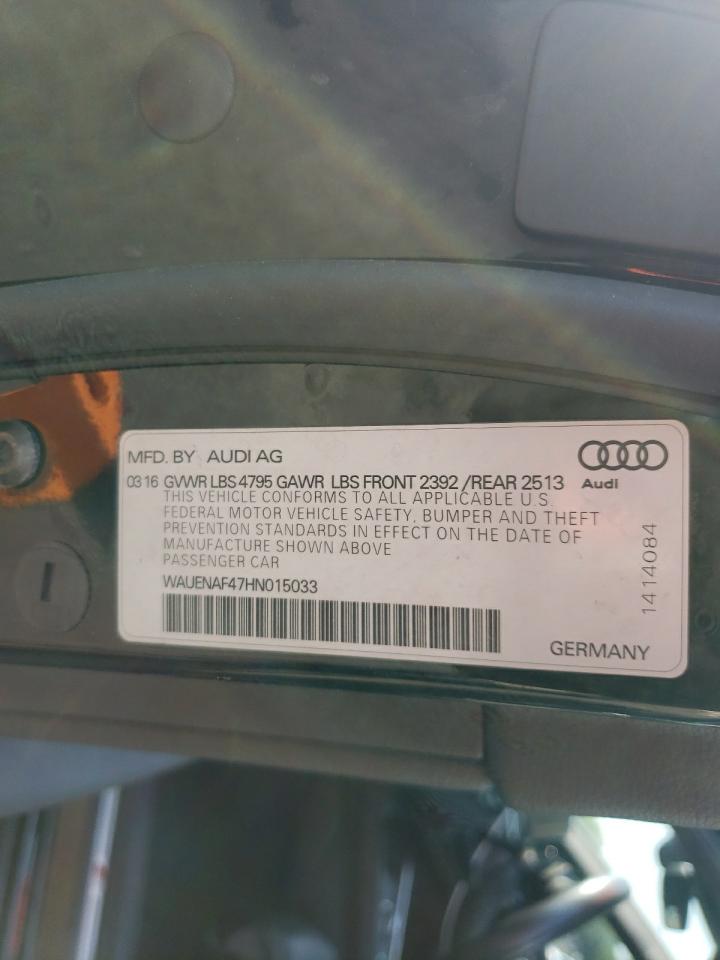 MFD. BY AUDI AG
0316 GVWR LBS 4795 GAWR LBS FRONT 2392 /REAR 2513
Audi
THIS VEHICLE CONFORMS TO ALL APPLICABLE U.S.
FEDERAL MOTOR VEHICLE SAFETY, BUMPER AND THEFT
PREVENTION STANDARDS IN EFFECT ON THE DATE OF
MANUFACTURE SHOWN ABOVE
PASSENGER CAR
WAUENAF47HN015033
1414084
GERMANY